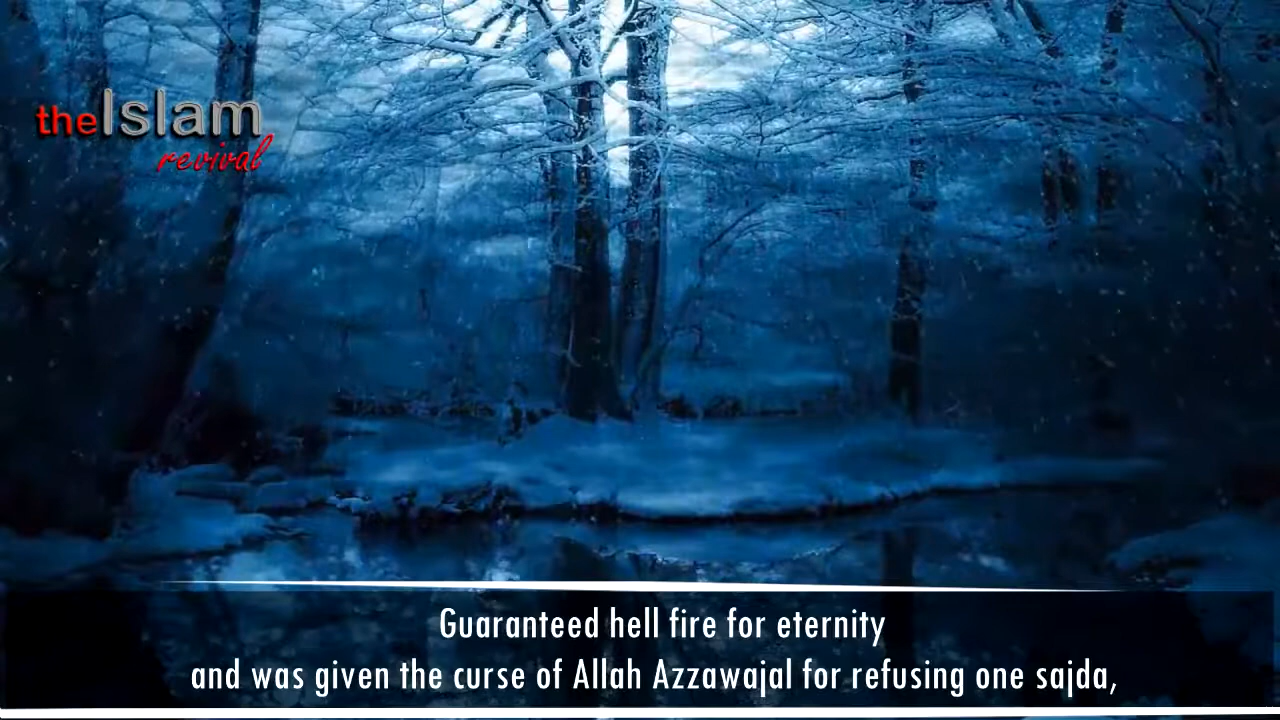 theIslam
revival
Guaranteed hell fire for eternity
and was given the curse of Allah Azzawajal for refusing one sajda,